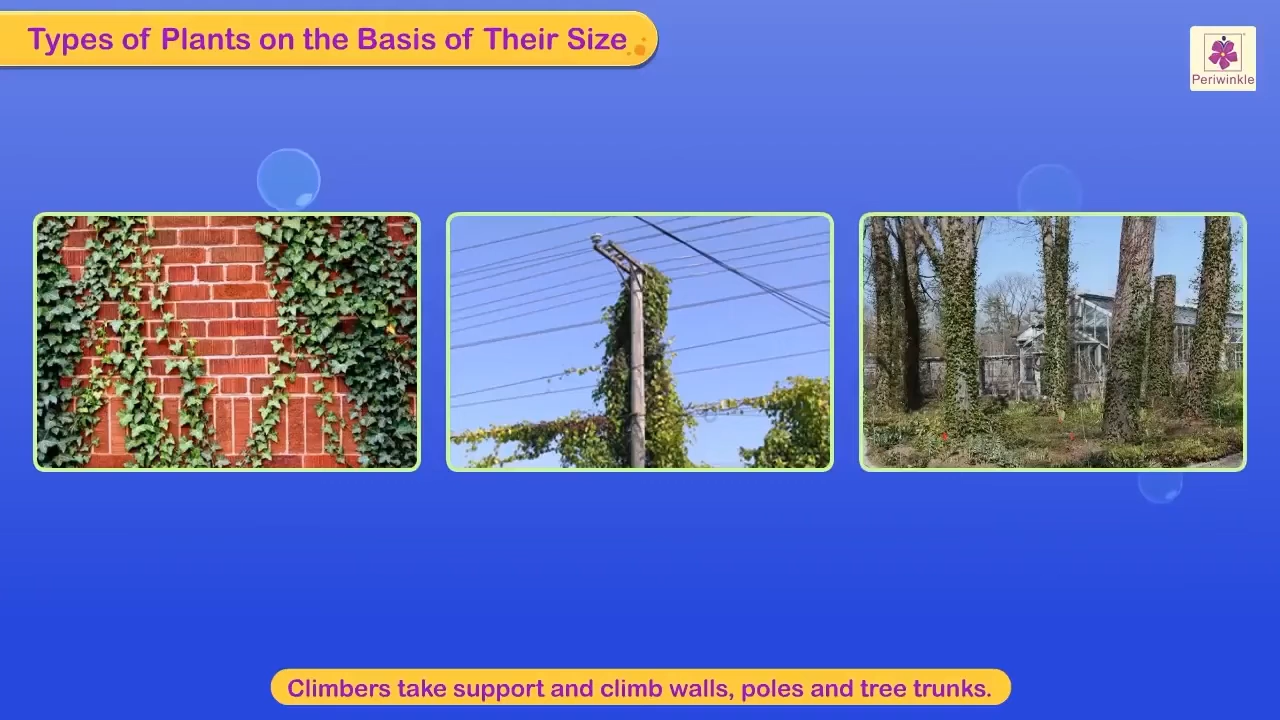 Types of Plants on the Basis of Their Size
Periwinkle
Climbers take support and climb walls, poles and tree trunks.